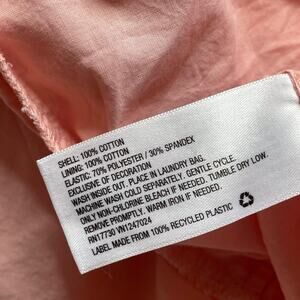 SHELL: 100% COTTON
LINING: 100% COTTON
ELASTIC: 70% POLYESTER / 30% SPANDEX
EXCLUSIVE OF DECORATION
WASH INSIDE OUT. PLACE IN LAUNDRY BAG.
MACHINE WASH COLD SEPARATELY. GENTLE CYCLE.
ONLY NON-CHLORINE BLEACH IF NEEDED. TUMBLE DRY LOW.
REMOVE PROMPTLY. WARM IRON IF NEEDED.
RN17730 VN1247024
LABEL MADE FROM 100% RECYCLED PLASTIC